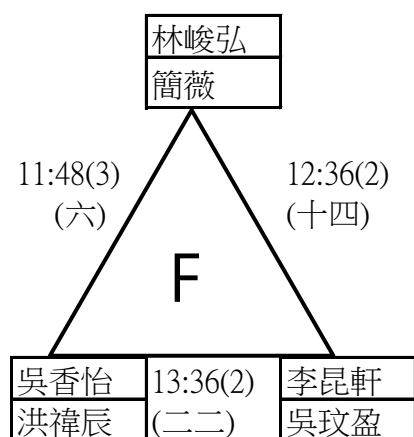 林峻弘
簡薇
11:48(3)
(六)
12:36(2)
(十四)
F
吳香怡
洪禕辰
13:36(2)
(二二)
李昆軒
吳玟盈